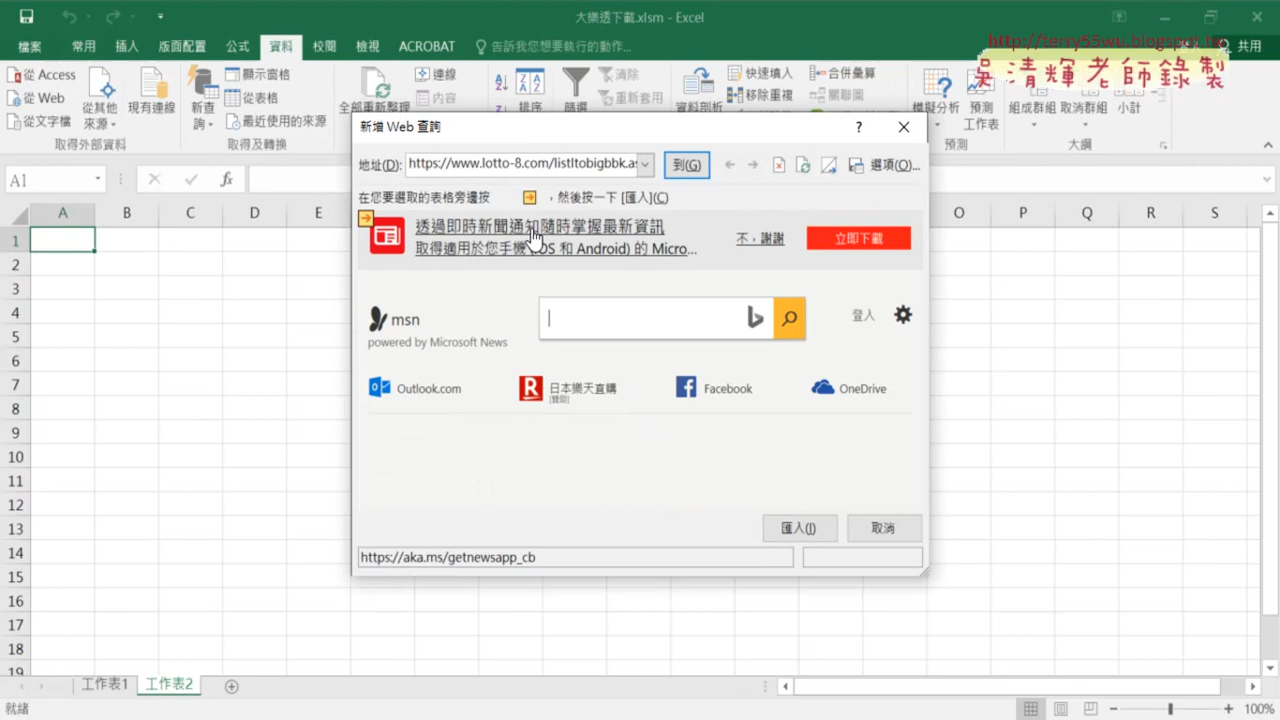 大樂透下載.xlsm - Excel
http://terry55wu.blogspot.tw
吳清輝老師錄製
檔案 常用 插入 版面配置 公式 資料 校閱 檢視 ACROBAT 告訴我您想要執行的動作... 共用
從 Access
從 Web
從文字檔
從其他
來源
現有連線
取得外部資料
新查
詢
顯示窗格
從表格
最近使用的來源
取得及轉換
全部重新整理
連線
內容
排序
篩選
清除
重新套用
資料剖析
快速填入
移除重複
合併彙算
關聯圖
模擬分析
預測
工作表
預測
組成群組 取消群組 小計
大綱
A1
fx
A B C D E O P Q R S
1
2
3
4
5
6
7
8
9
10
11
12
13
14
15
16
17
18
19
新增 Web 查詢
?
地址(D):
https://www.lotto-8.com/listltobigbbk.as
到(G)
選項(O)...
在您要選取的表格旁邊按 ，然後按一下 [匯入](C)
透過即時新聞通知隨時掌握最新資訊
取得適用於您手機 (iOS 和 Android) 的 Micro...
不，謝謝
立即下載
msn
powered by Microsoft News
登入
Outlook.com
日本樂天直購
(贊助)
Facebook
OneDrive
匯入(I)
取消
https://aka.ms/getnewsapp_cb
工作表1 工作表2
就緒
100%